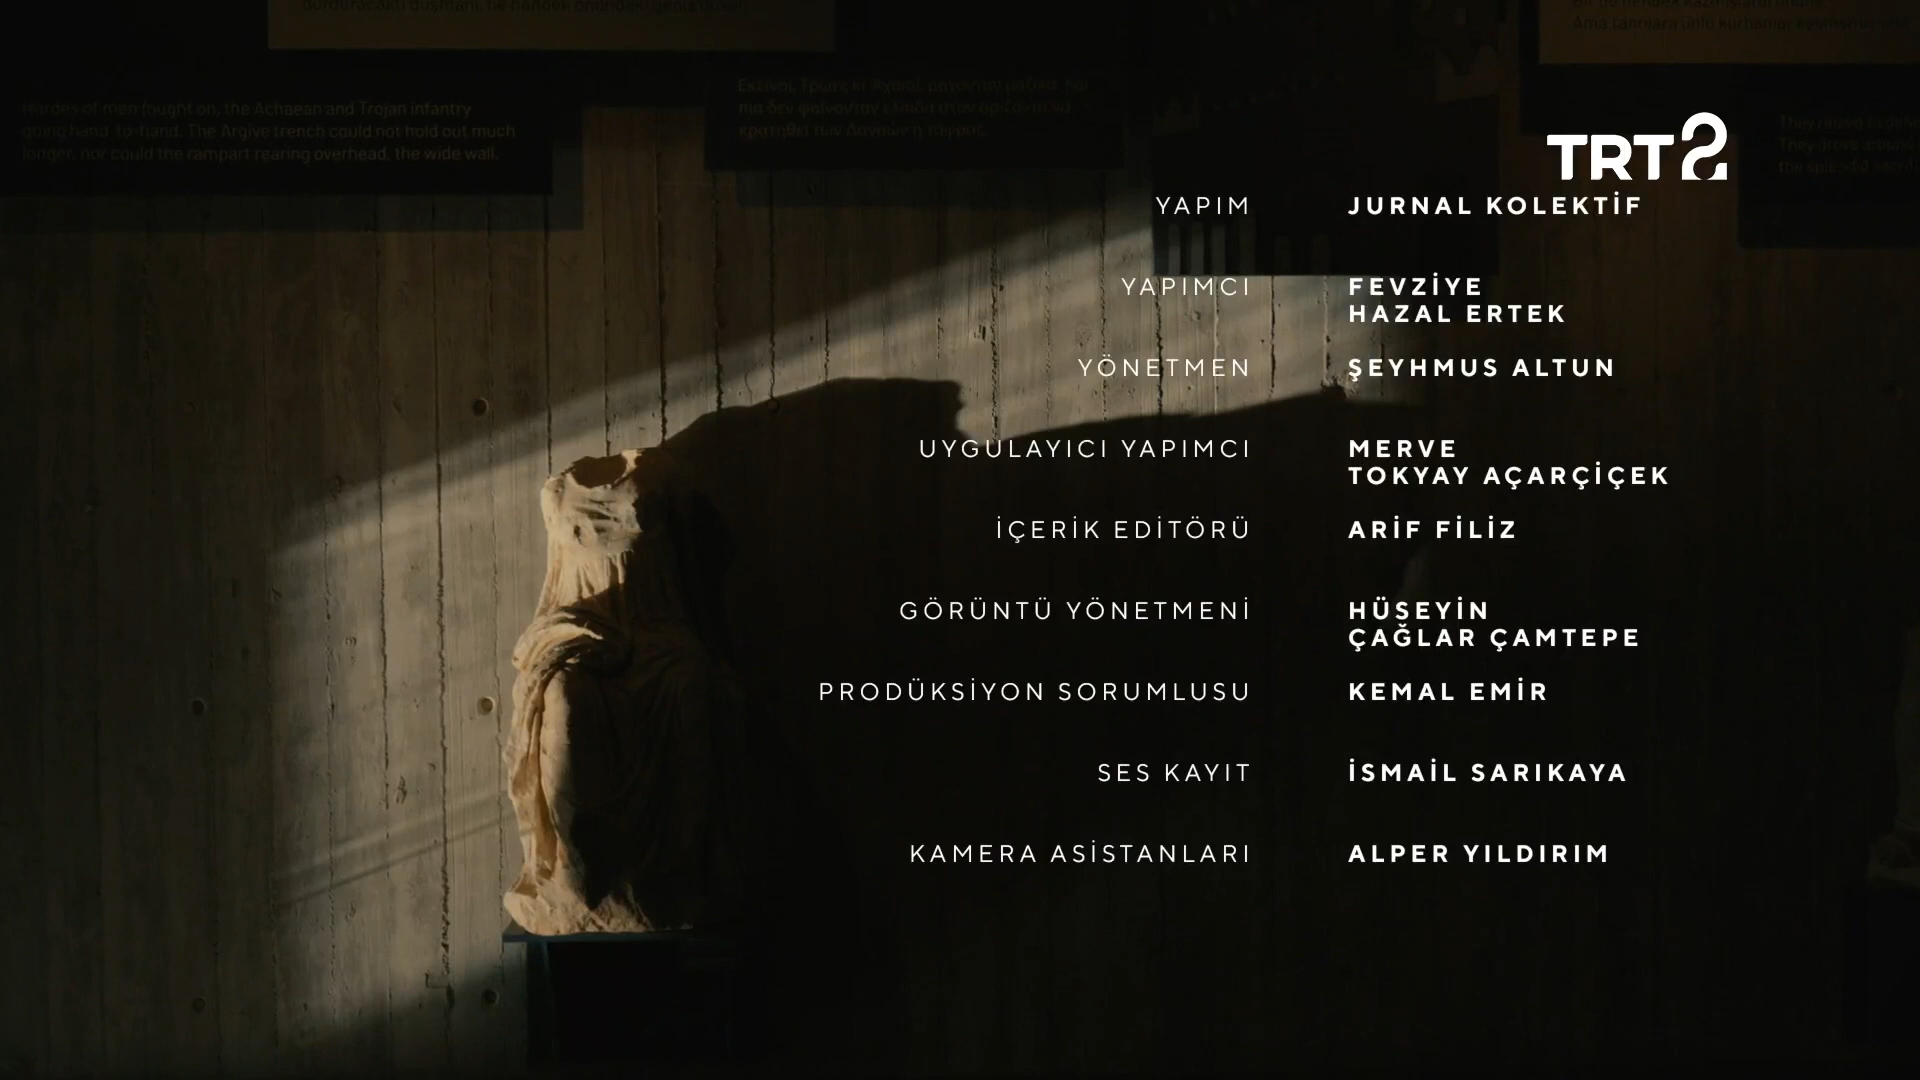 Hordes of men fought on, the Achaean and Trojan infantry
going hand-to-hand. The Argive trench could not hold out much
longer, nor could the rampart rearing overhead, the wide wall.
TRT2
YAPIM JURNAL KOLEKTİF
YAPIMCI FEVZİYE
HAZAL ERTEK
YÖNETMEN ŞEYHMUS ALTUN
UYGULAYICI YAPIMCI MERVE
TOKYAY AÇARÇİÇEK
İÇERİK EDİTÖRÜ ARİF FİLİZ
GÖRÜNTÜ YÖNETMENİ HÜSEYİN
ÇAĞLAR ÇAMTEPE
PRODÜKSİYON SORUMLUSU KEMAL EMİR
SES KAYIT İSMAİL SARIKAYA
KAMERA ASİSTANLARI ALPER YILDIRIM